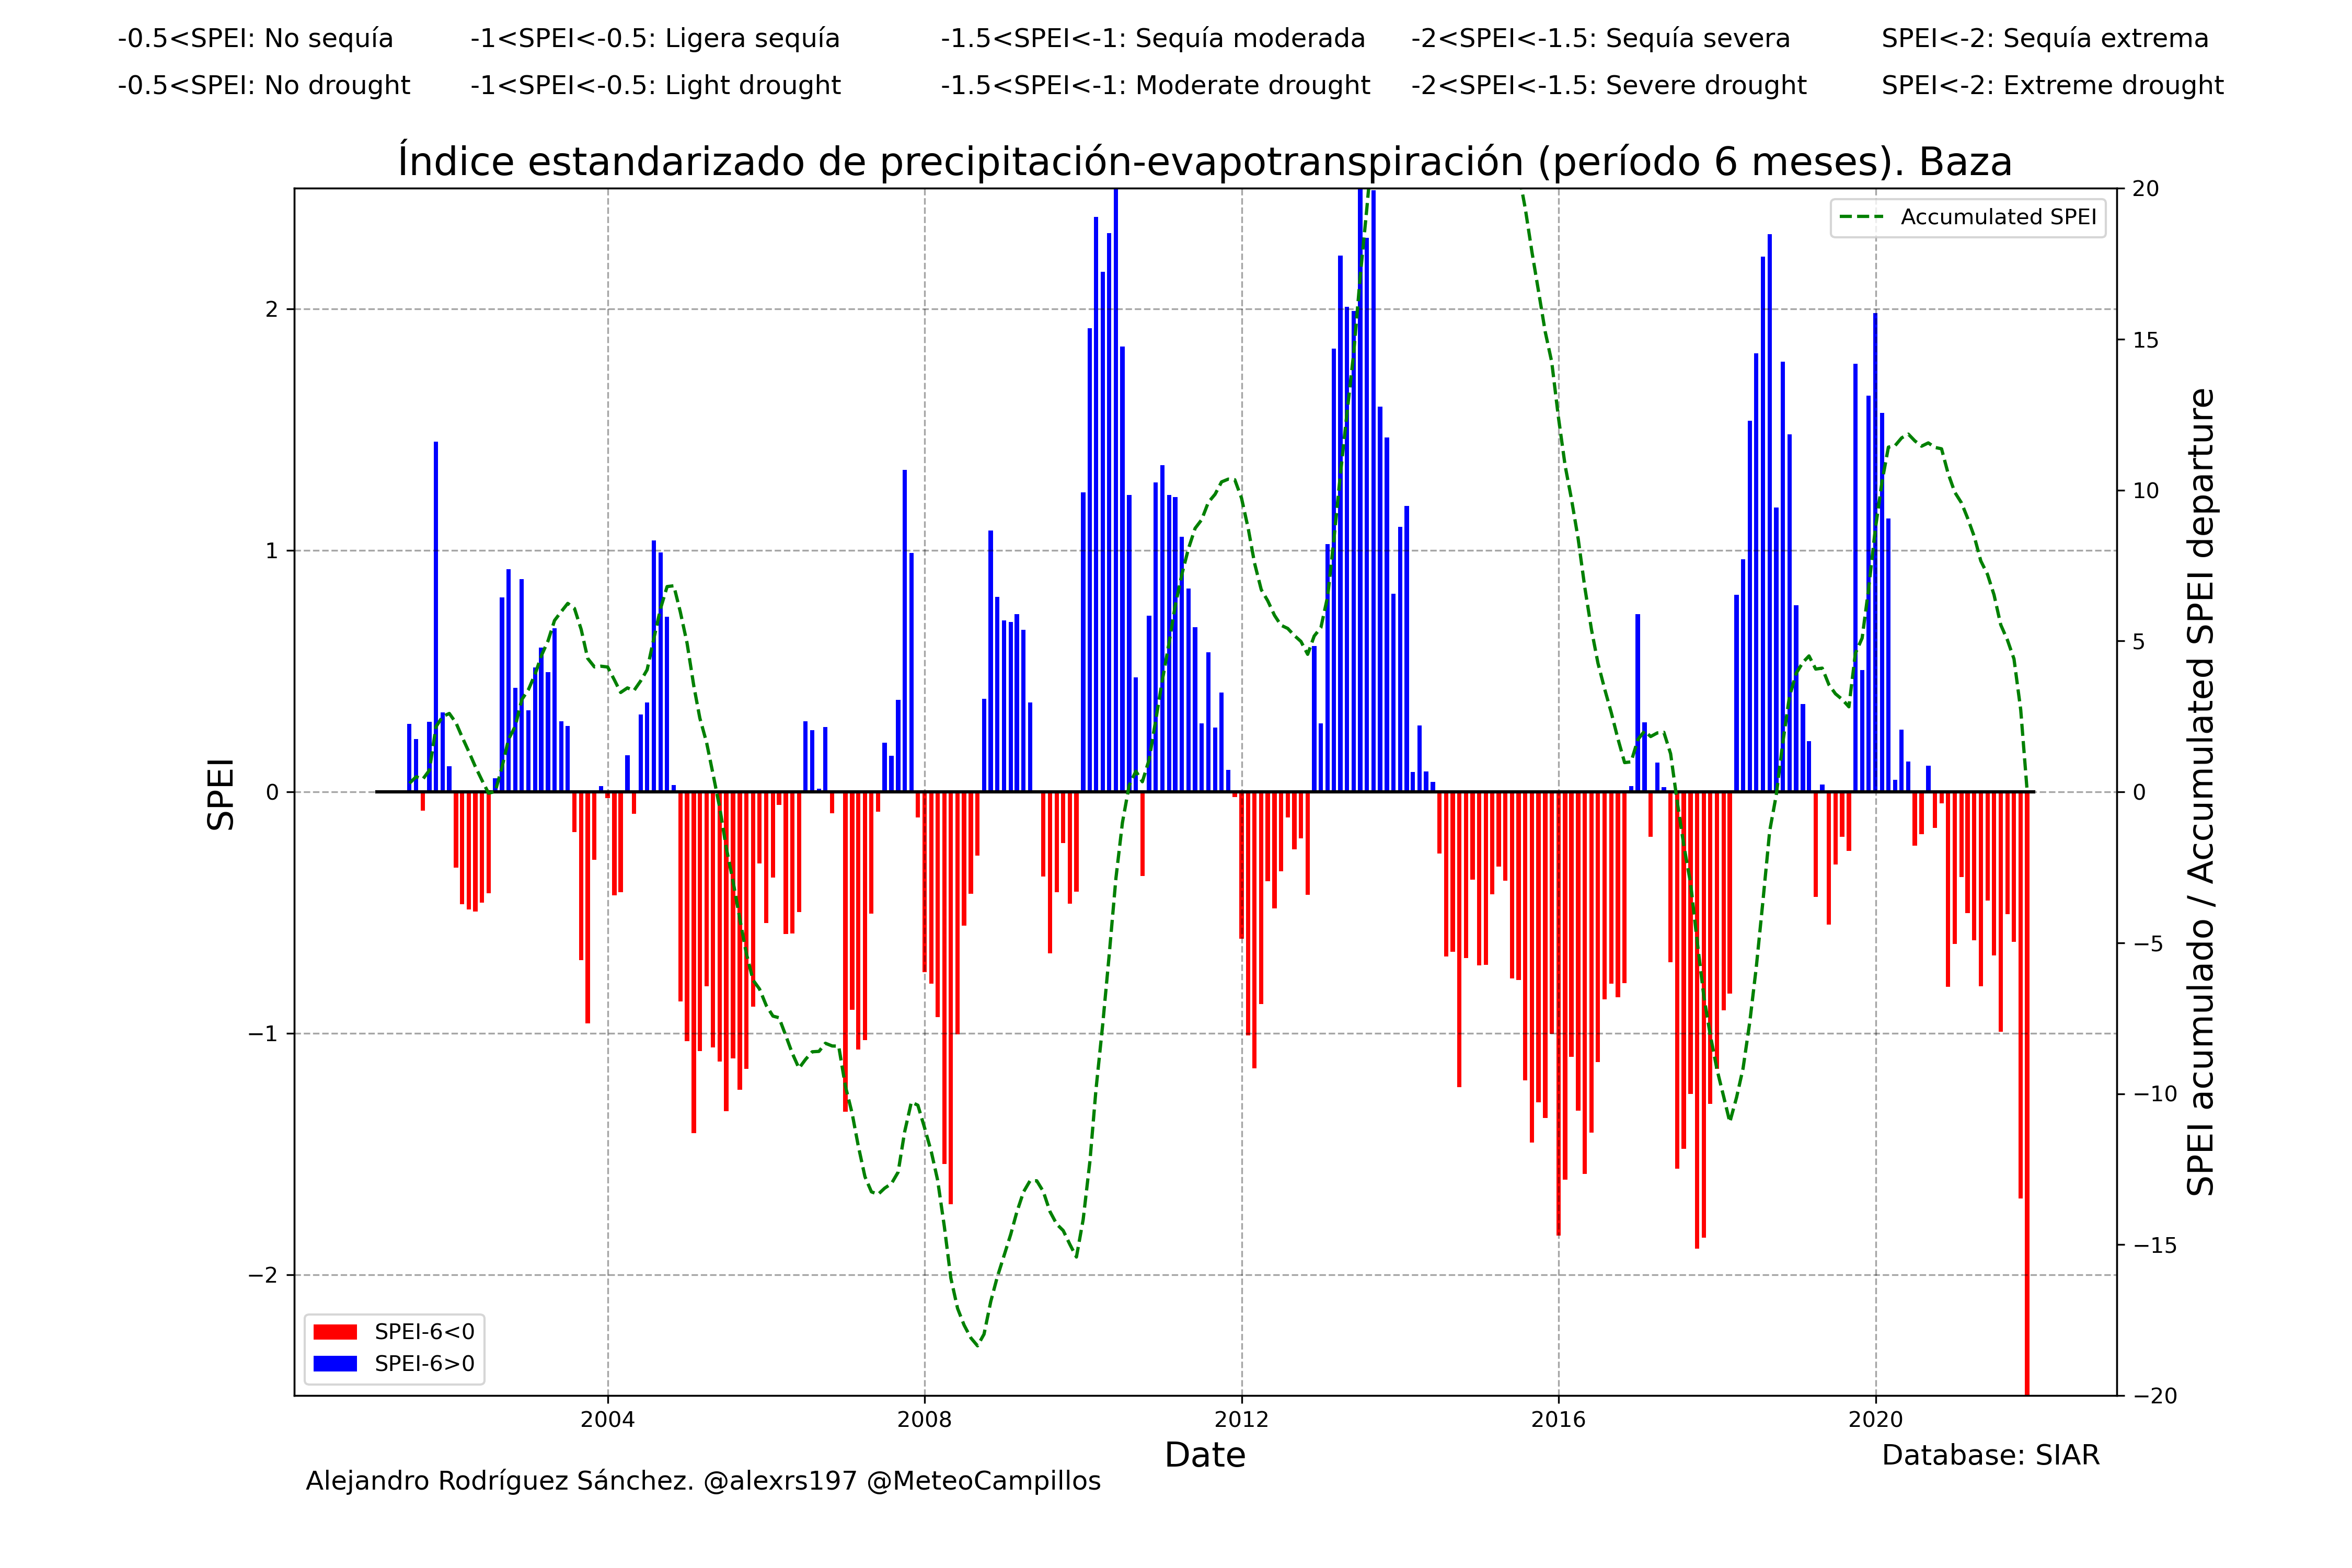 -0.5<SPEI: No sequía -1<SPEI<-0.5: Ligera sequía -1.5<SPEI<-1: Sequía moderada -2<SPEI<-1.5: Sequía severa SPEI<-2: Sequía extrema
-0.5<SPEI: No drought -1<SPEI<-0.5: Light drought -1.5<SPEI<-1: Moderate drought -2<SPEI<-1.5: Severe drought SPEI<-2: Extreme drought
Índice estandarizado de precipitación-evapotranspiración (período 6 meses). Baza
Accumulated SPEI
SPEI
2
1
0
−1
−2
20
15
10
5
0
−5
−10
−15
−20
SPEI acumulado / Accumulated SPEI departure
SPEI-6<0
SPEI-6>0
2004 2008 2012 2016 2020
Date
Database: SIAR
Alejandro Rodríguez Sánchez. @alexrs197 @MeteoCampillos